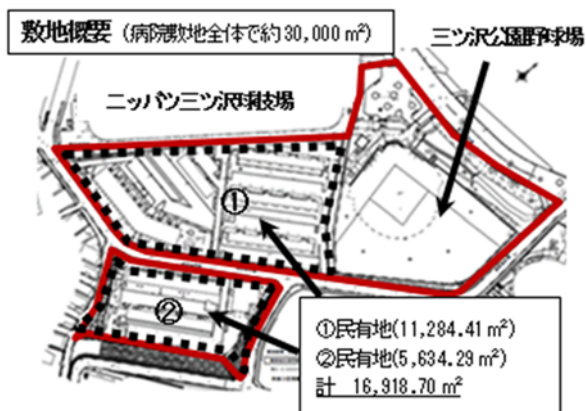 敷地概要（病院敷地全体で約30,000㎡）
三ツ沢公園野球場
ニッパツ三ツ沢球技場
①
②
①民有地(11,284.41㎡)
②民有地(5,634.29㎡)
計　16,918.70㎡